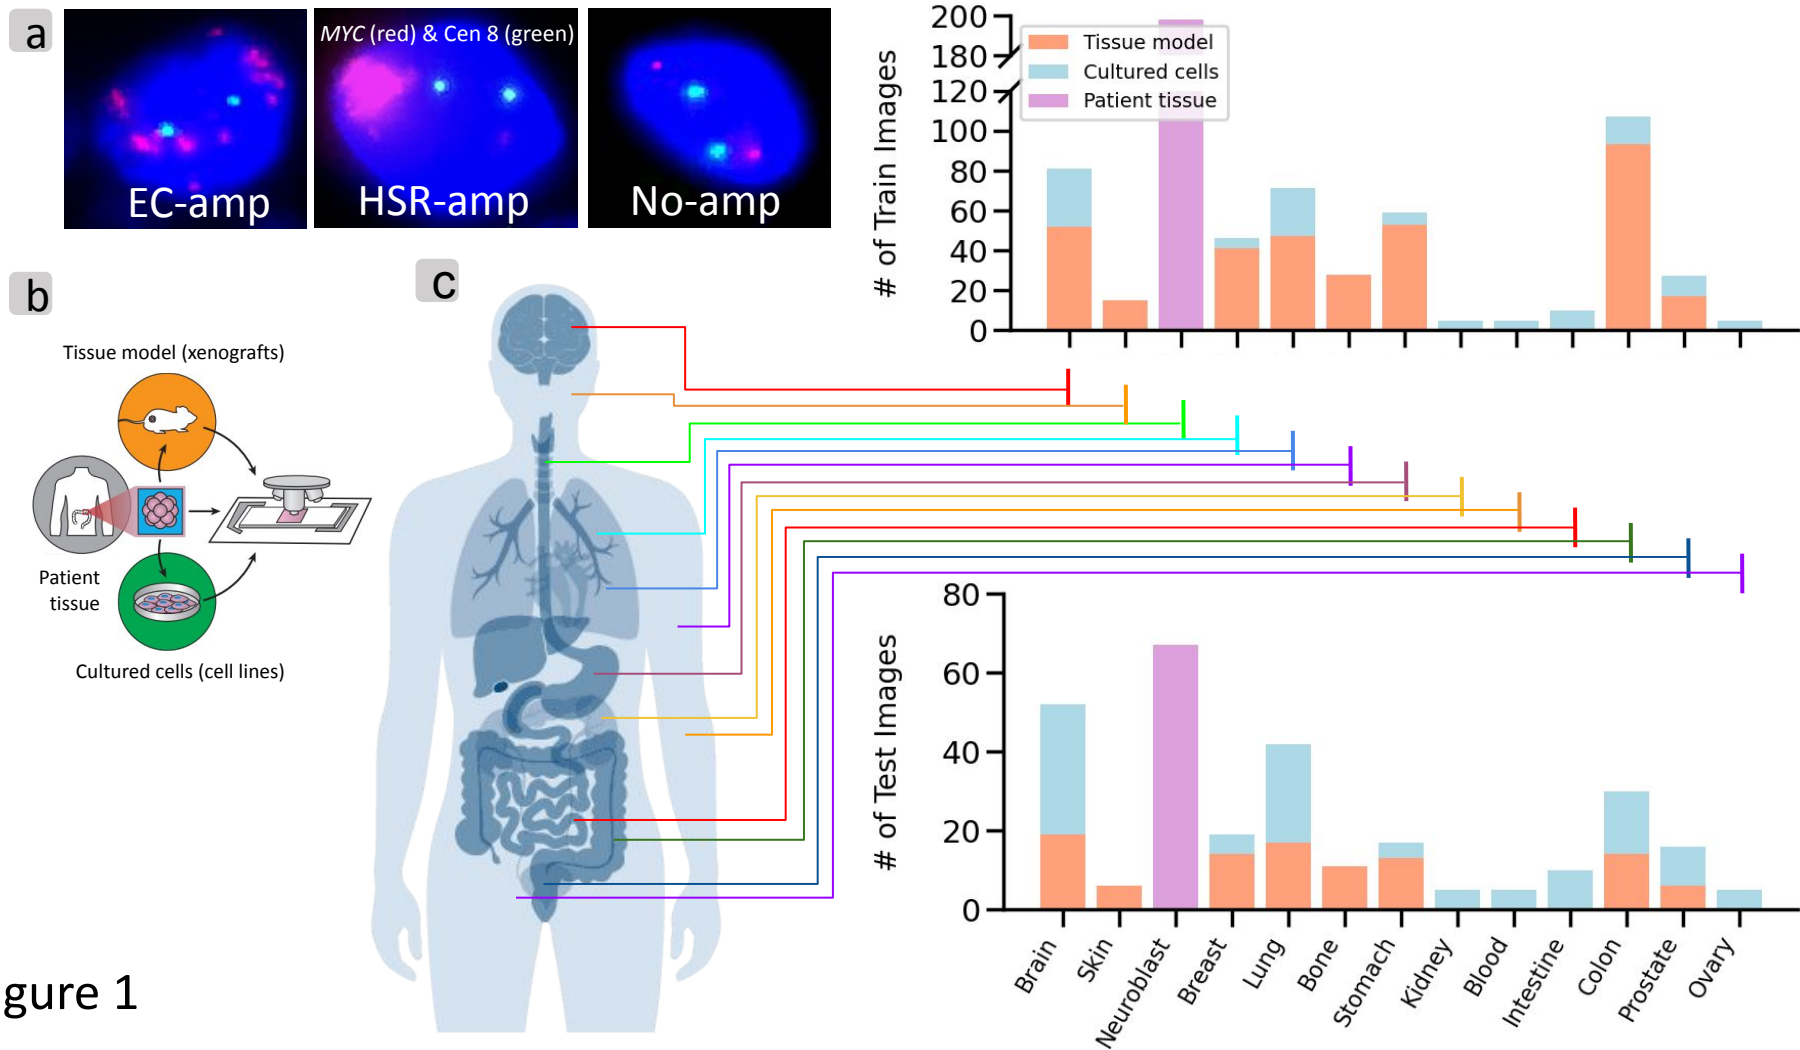 a
MYC (red) & Cen 8 (green)
EC-amp
HSR-amp
No-amp
b
Tissue model (xenografts)
Patient
tissue
Cultured cells (cell lines)
c
# of Train Images
200
180
120
100
80
60
40
20
0
Tissue model
Cultured cells
Patient tissue
# of Test Images
80
60
40
20
0
Brain
Skin
Neuroblast
Breast
Lung
Bone
Stomach
Kidney
Blood
Intestine
Colon
Prostate
Ovary
gure 1